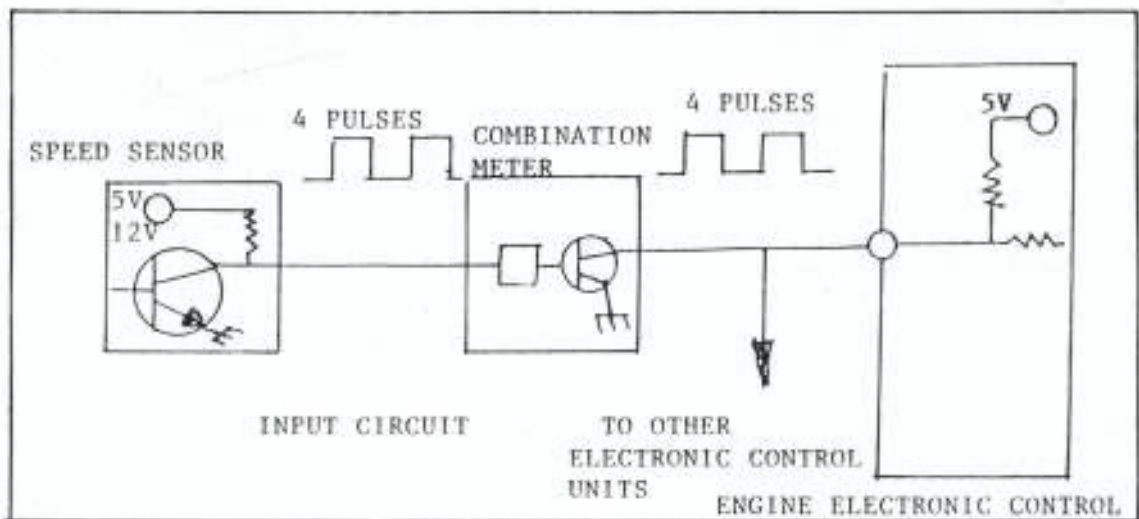 4 PULSES
4 PULSES
5V
SPEED SENSOR
COMBINATION
METER
5V
12V
INPUT CIRCUIT
TO OTHER
ELECTRONIC CONTROL
UNITS
ENGINE ELECTRONIC CONTROL